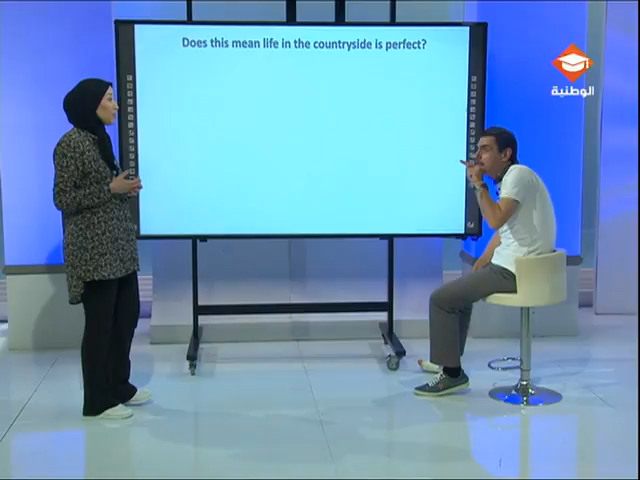 Does this mean life in the countryside is perfect?
الوطنية